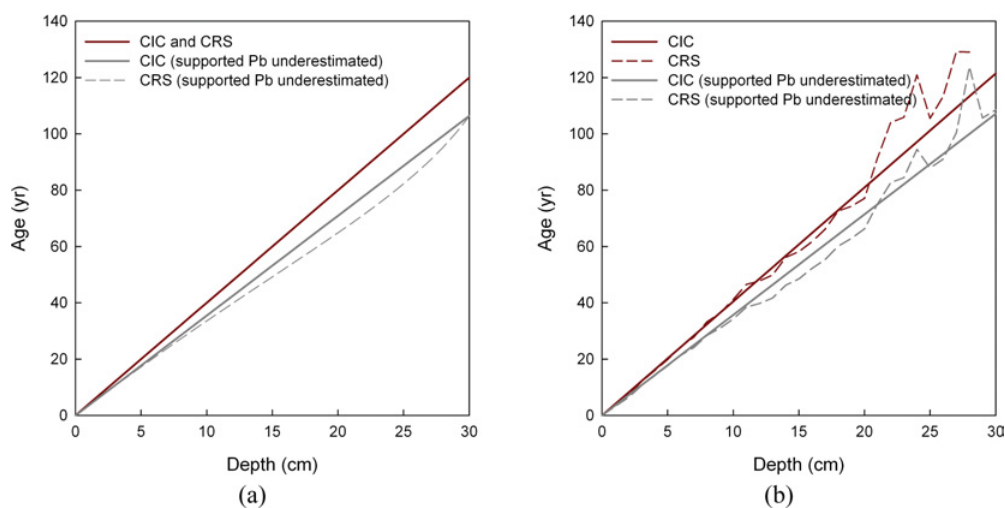 140
120
100
80
60
40
20
0
Age (yr)
CIC and CRS
CIC (supported Pb underestimated)
CRS (supported Pb underestimated)
0 5 10 15 20 25 30
Depth (cm)
(a)
140
120
100
80
60
40
20
0
Age (yr)
CIC
CRS
CIC (supported Pb underestimated)
CRS (supported Pb underestimated)
0 5 10 15 20 25 30
Depth (cm)
(b)